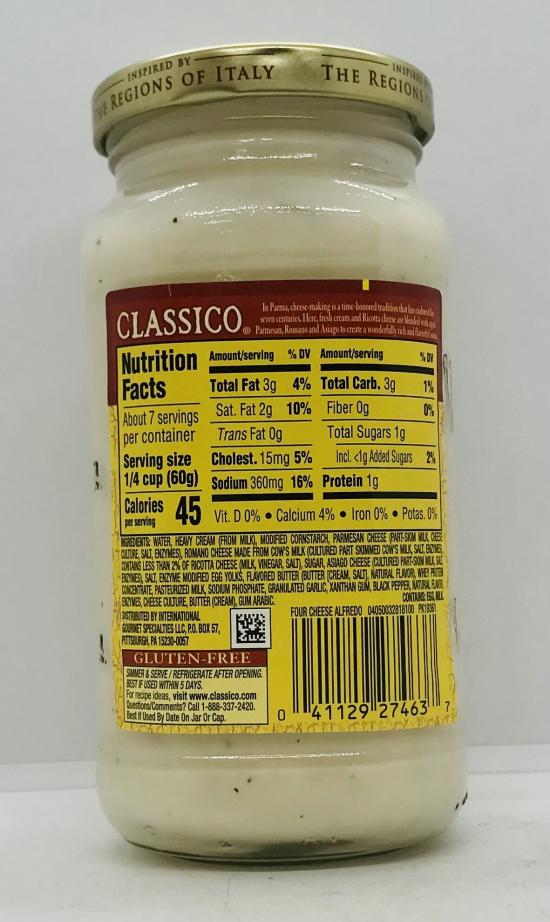 INSPIRED BY
THE REGIONS OF ITALY
INSPIRED
THE REGIONS
CLASSICO®
In Parma, cheese-making is a time-honored tradition that has endured for
seven centuries. Here, fresh cream and Ricotta cheese are blended with aged
Parmesan, Romano and Asiago to create a wonderfully rich and flavorful
Nutrition
Facts
About 7 servings
per container
Serving size
1/4 cup (60g)
Calories 45
per serving
Amount/serving % DV
Total Fat 3g 4%
Sat. Fat 2g 10%
Trans Fat 0g
Cholest. 15mg 5%
Sodium 360mg 16%
Amount/serving % DV
Total Carb. 3g 1%
Fiber 0g 0%
Total Sugars 1g
Incl. <1g Added Sugars 2%
Protein 1g
Vit. D 0% • Calcium 4% • Iron 0% • Potas. 0%
INGREDIENTS: WATER, HEAVY CREAM (FROM MILK), MODIFIED CORNSTARCH, PARMESAN CHEESE (PART-SKIM MILK, CHEESE
CULTURE, SALT, ENZYMES), ROMANO CHEESE MADE FROM COW'S MILK (CULTURED PART SKIMMED COW'S MILK, SALT, ENZYMES),
CONTAINS LESS THAN 2% OF RICOTTA CHEESE (MILK, VINEGAR, SALT), SUGAR, ASIAGO CHEESE (CULTURED PART-SKIM MILK, SALT,
ENZYMES), SALT, ENZYME MODIFIED EGG YOLKS, FLAVORED BUTTER (BUTTER [CREAM, SALT], NATURAL FLAVOR), WHEY PROTEIN
CONCENTRATE, PASTEURIZED MILK, SODIUM PHOSPHATE, GRANULATED GARLIC, XANTHAN GUM, BLACK PEPPER, NATURAL FLAVOR,
ENZYMES, CHEESE CULTURE, BUTTER (CREAM), GUM ARABIC.
CONTAINS: EGG, MILK.
DISTRIBUTED BY INTERNATIONAL
GOURMET SPECIALTIES LLC, P.O. BOX 57,
PITTSBURGH, PA 15230-0057
GLUTEN-FREE
SIMMER & SERVE / REFRIGERATE AFTER OPENING.
BEST IF USED WITHIN 5 DAYS.
For recipe ideas, visit www.classico.com
Questions/Comments? Call 1-888-337-2420.
Best If Used By Date On Jar Or Cap.
FOUR CHEESE ALFREDO 04050032818100 PK18361
0 41129 27463 7